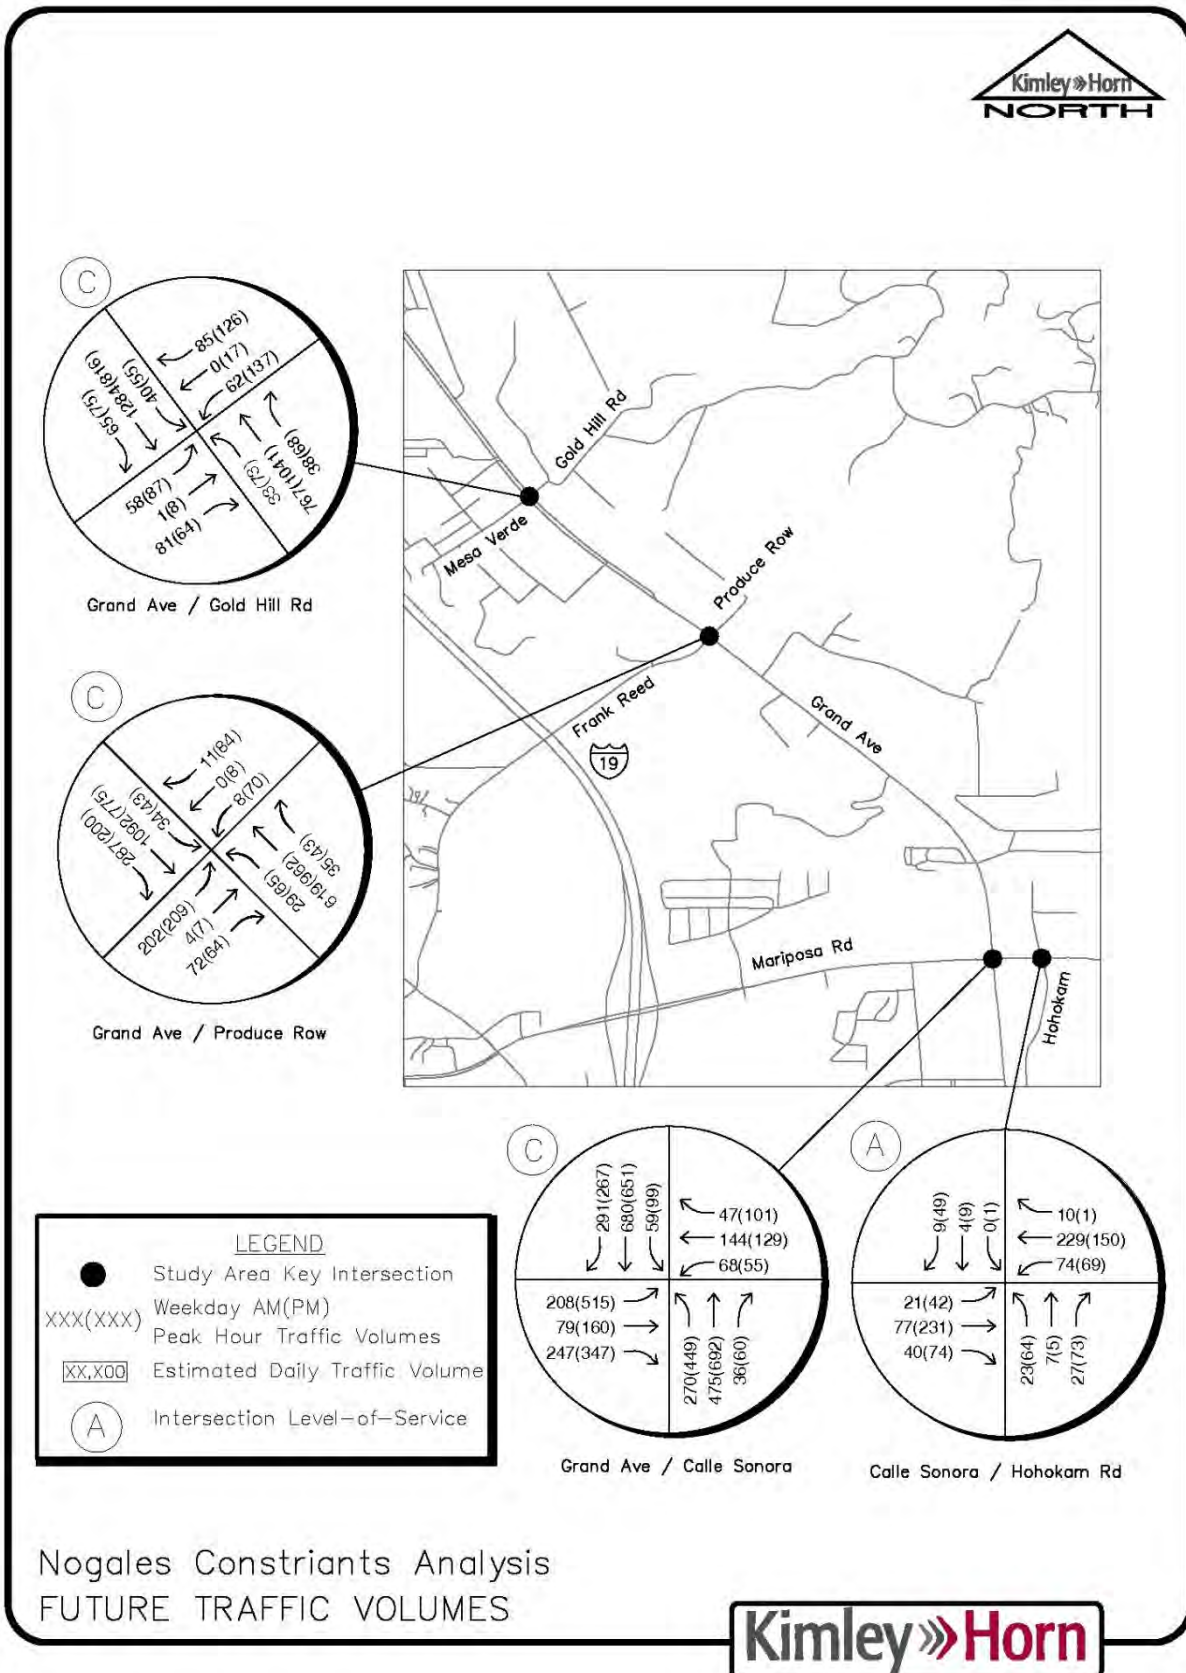 Kimley»Horn
NORTH
C
85(126)
0(17)
62(137)
40(55)
1284(816)
65(75)
38(68)
767(1041)
33(73)
58(87)
1(8)
81(64)
Grand Ave / Gold Hill Rd
Gold Hill Rd
Mesa Verde
Produce Row
Frank Reed
Grand Ave
19
Mariposa Rd
Hohokam
C
11(84)
0(8)
8(70)
34(43)
1092(775)
287(200)
35(43)
619(962)
29(65)
202(209)
4(7)
72(64)
Grand Ave / Produce Row
C
291(267)
680(651)
59(99)
47(101)
144(129)
68(55)
208(515)
79(160)
247(347)
270(449)
475(692)
36(60)
Grand Ave / Calle Sonora
A
9(49)
4(9)
0(1)
10(1)
229(150)
74(69)
21(42)
77(231)
40(74)
23(64)
7(5)
27(73)
Calle Sonora / Hohokam Rd
LEGEND
Study Area Key Intersection
XXX(XXX) Weekday AM(PM)
Peak Hour Traffic Volumes
XX,X00 Estimated Daily Traffic Volume
A Intersection Level-of-Service
Nogales Constriants Analysis
FUTURE TRAFFIC VOLUMES
Kimley»Horn